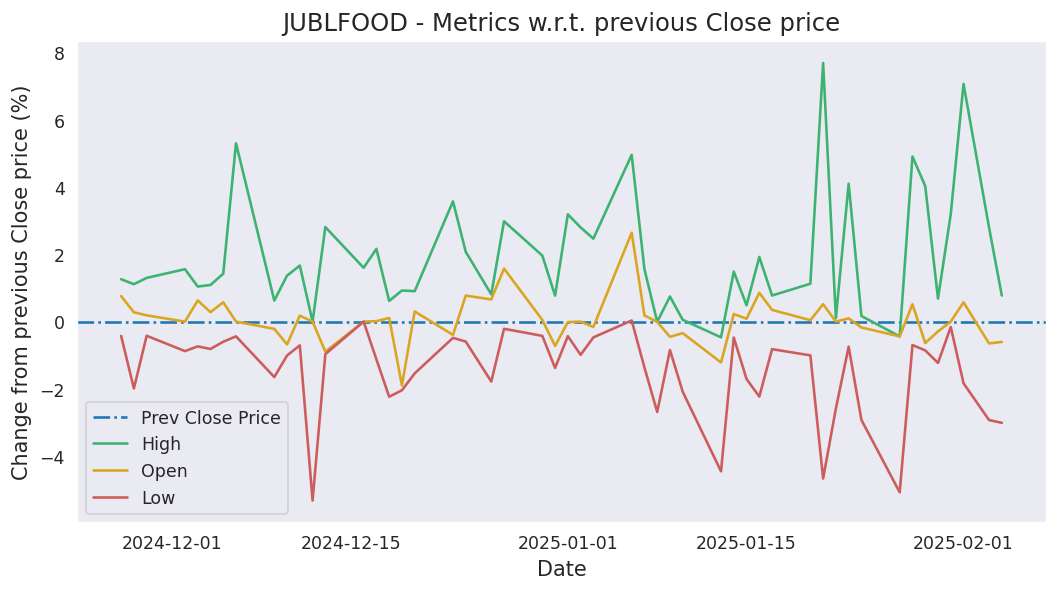 JUBLFOOD - Metrics w.r.t. previous Close price
Change from previous Close price (%)
8
6
4
2
0
−2
−4
Prev Close Price
High
Open
Low
2024-12-01
2024-12-15
2025-01-01
2025-01-15
2025-02-01
Date